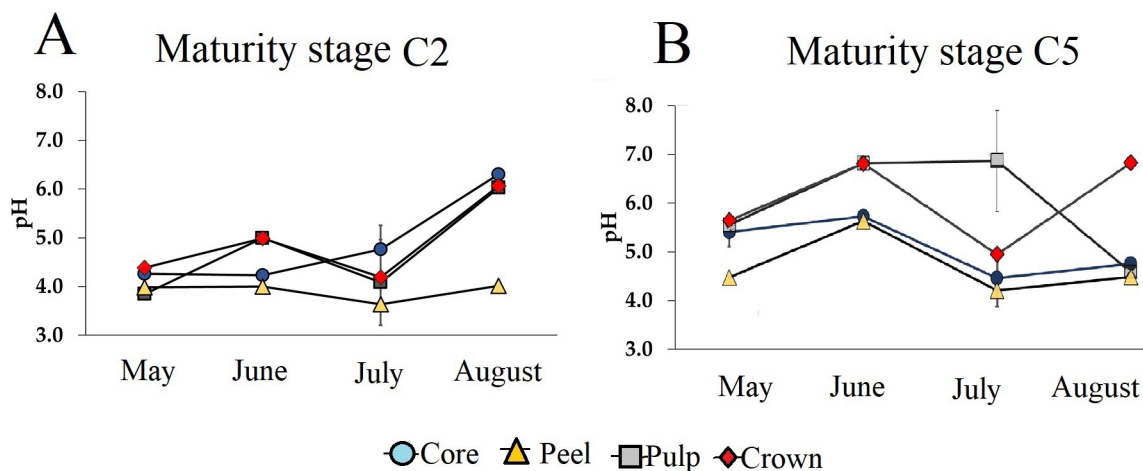 A
Maturity stage C2
8.0
7.0
6.0
5.0
4.0
3.0
pH
May June July August
B
Maturity stage C5
8.0
7.0
6.0
5.0
4.0
3.0
pH
May June July August
Core Peel Pulp Crown